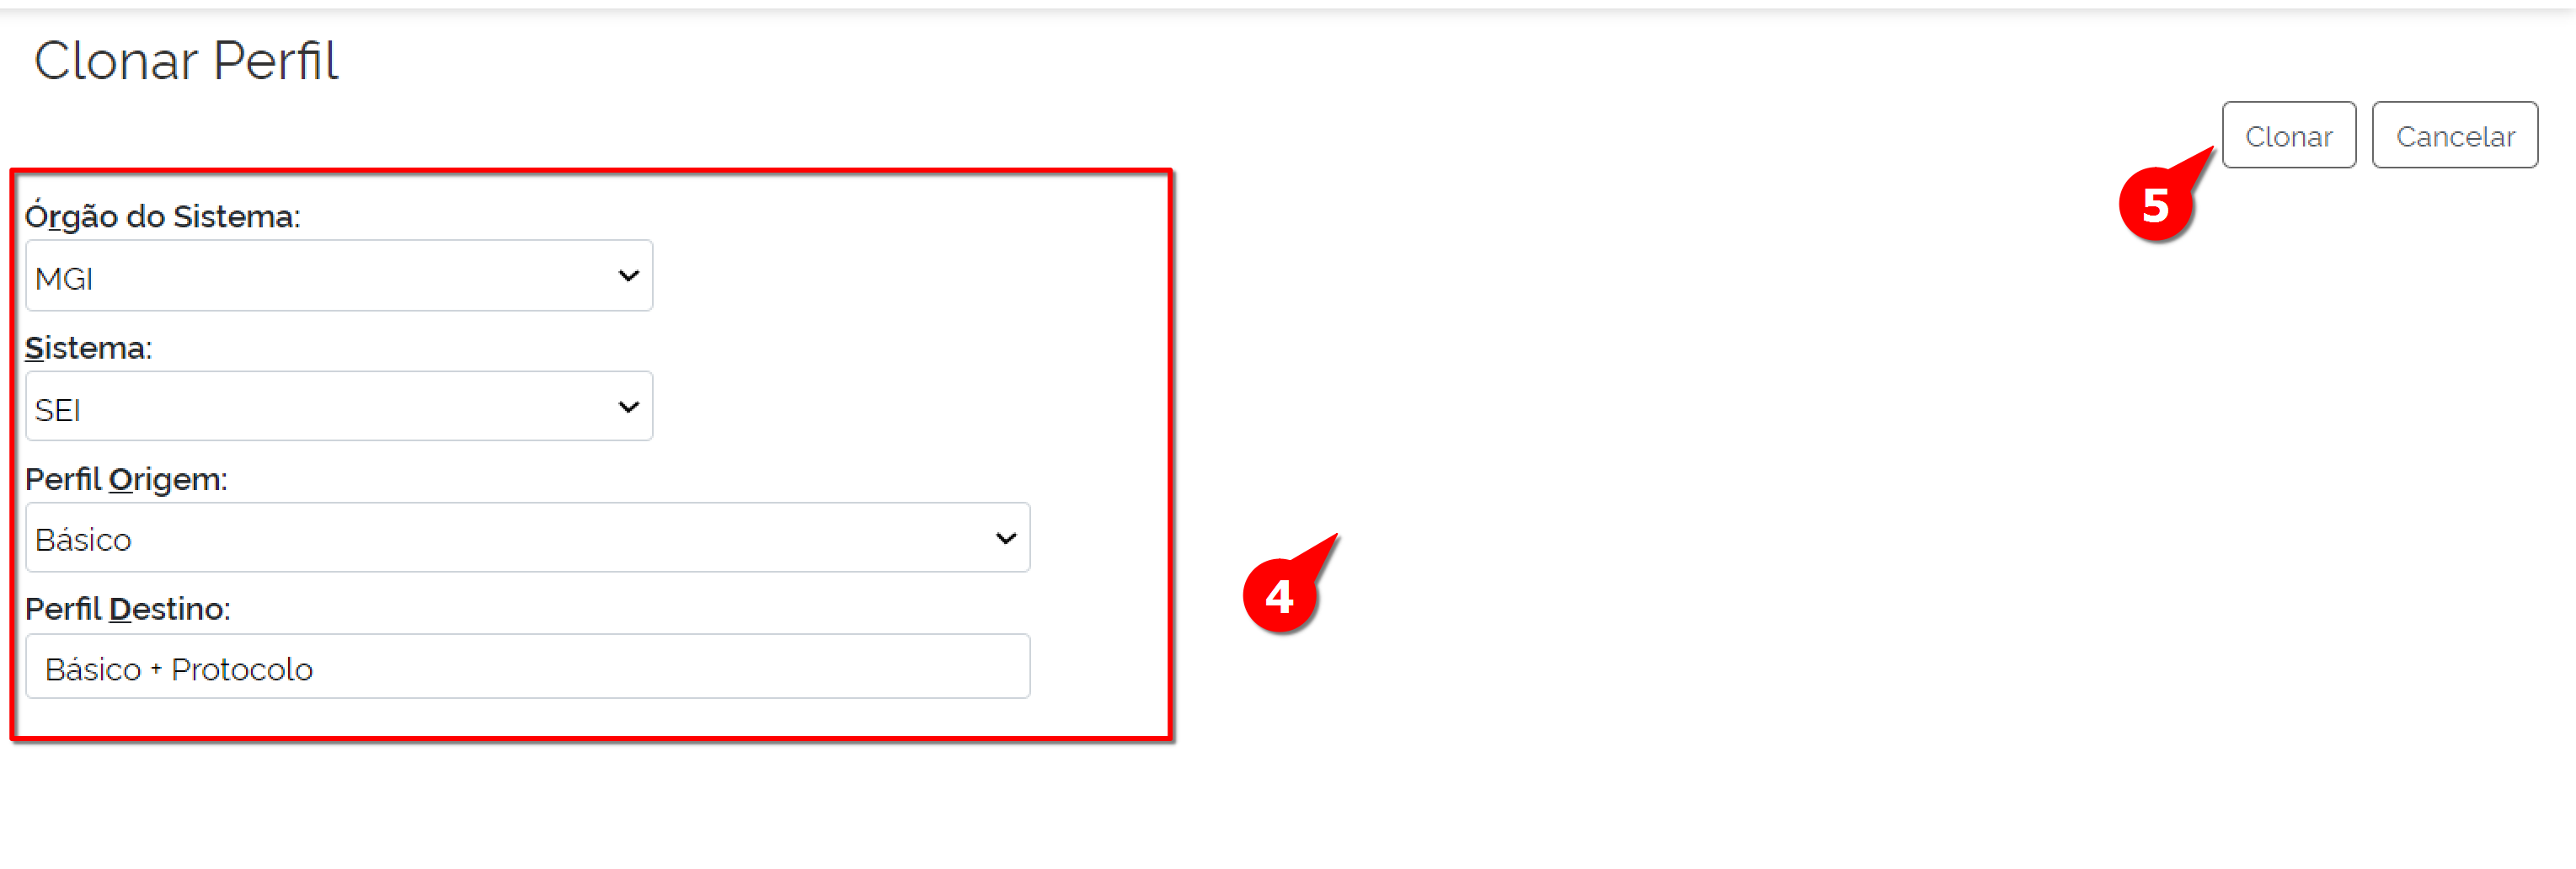 Clonar Perfil
Clonar Cancelar
5
Órgão do Sistema:
MGI
Sistema:
SEI
Perfil Origem:
Básico
4
Perfil Destino:
Básico + Protocolo